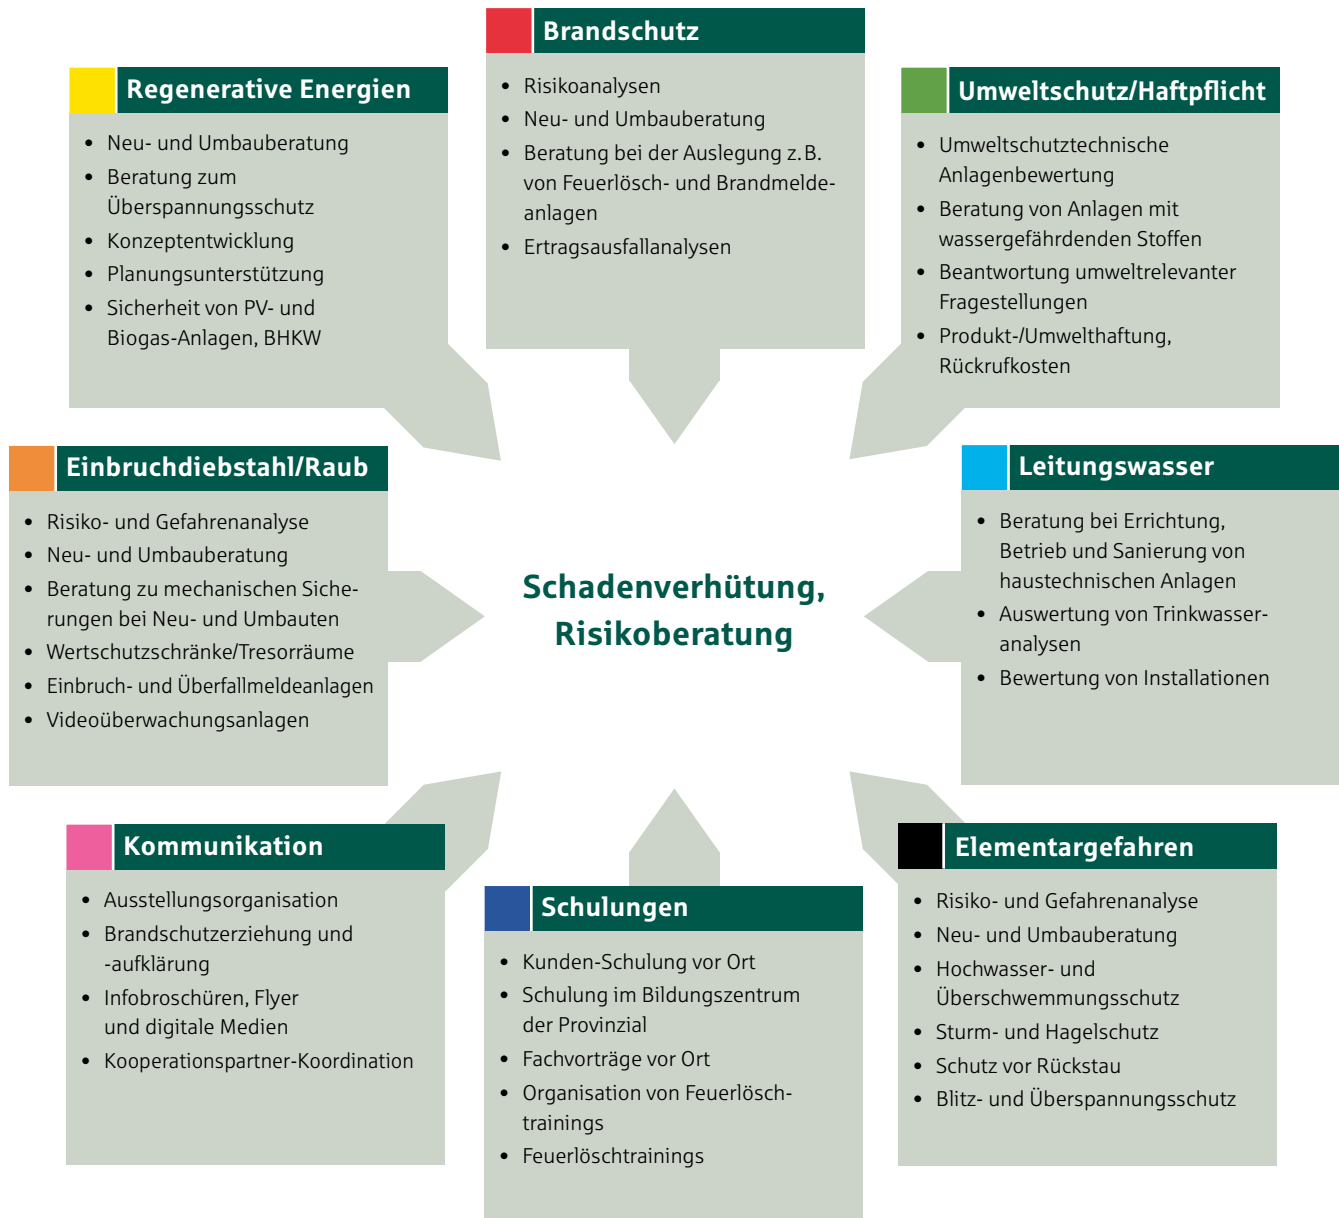 Brandschutz
• Risikoanalysen
• Neu- und Umbauberatung
• Beratung bei der Auslegung z. B.
von Feuerlösch- und Brandmelde-
anlagen
• Ertragsausfallanalysen
Regenerative Energien
• Neu- und Umbauberatung
• Beratung zum
Überspannungsschutz
• Konzeptentwicklung
• Planungsunterstützung
• Sicherheit von PV- und
Biogas-Anlagen, BHKW
Umweltschutz/Haftpflicht
• Umweltschutztechnische
Anlagenbewertung
• Beratung von Anlagen mit
wassergefährdenden Stoffen
• Beantwortung umweltrelevanter
Fragestellungen
• Produkt-/Umwelthaftung,
Rückrufkosten
Einbruchdiebstahl/Raub
• Risiko- und Gefahrenanalyse
• Neu- und Umbauberatung
• Beratung zu mechanischen Siche-
rungen bei Neu- und Umbauten
• Wertschutzschränke/Tresorräume
• Einbruch- und Überfallmeldeanlagen
• Videoüberwachungsanlagen
Schadenverhütung,
Risikoberatung
Leitungswasser
• Beratung bei Errichtung,
Betrieb und Sanierung von
haustechnischen Anlagen
• Auswertung von Trinkwasser-
analysen
• Bewertung von Installationen
Kommunikation
• Ausstellungsorganisation
• Brandschutzerziehung und
-aufklärung
• Infobroschüren, Flyer
und digitale Medien
• Kooperationspartner-Koordination
Schulungen
• Kunden-Schulung vor Ort
• Schulung im Bildungszentrum
der Provinzial
• Fachvorträge vor Ort
• Organisation von Feuerlösch-
trainings
• Feuerlöschtrainings
Elementargefahren
• Risiko- und Gefahrenanalyse
• Neu- und Umbauberatung
• Hochwasser- und
Überschwemmungsschutz
• Sturm- und Hagelschutz
• Schutz vor Rückstau
• Blitz- und Überspannungsschutz